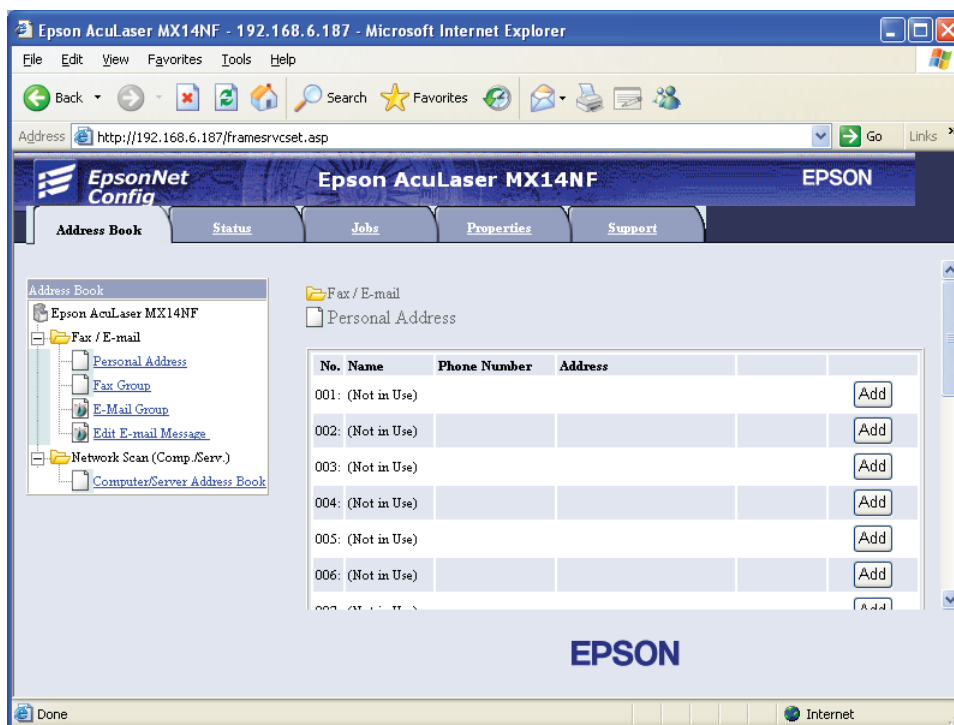 Epson AcuLaser MX14NF - 192.168.6.187 - Microsoft Internet Explorer
File Edit View Favorites Tools Help
Back Search Favorites
Address http://192.168.6.187/framesrvcset.asp Go Links »
EpsonNet Config Epson AcuLaser MX14NF EPSON
Address Book Status Jobs Properties Support
Address Book
Epson AcuLaser MX14NF
Fax / E-mail
Personal Address
Fax Group
E-Mail Group
Edit E-mail Message
Network Scan (Comp./Serv.)
Computer/Server Address Book
Fax / E-mail
Personal Address
No. Name Phone Number Address
001: (Not in Use) Add
002: (Not in Use) Add
003: (Not in Use) Add
004: (Not in Use) Add
005: (Not in Use) Add
006: (Not in Use) Add
EPSON
Done Internet